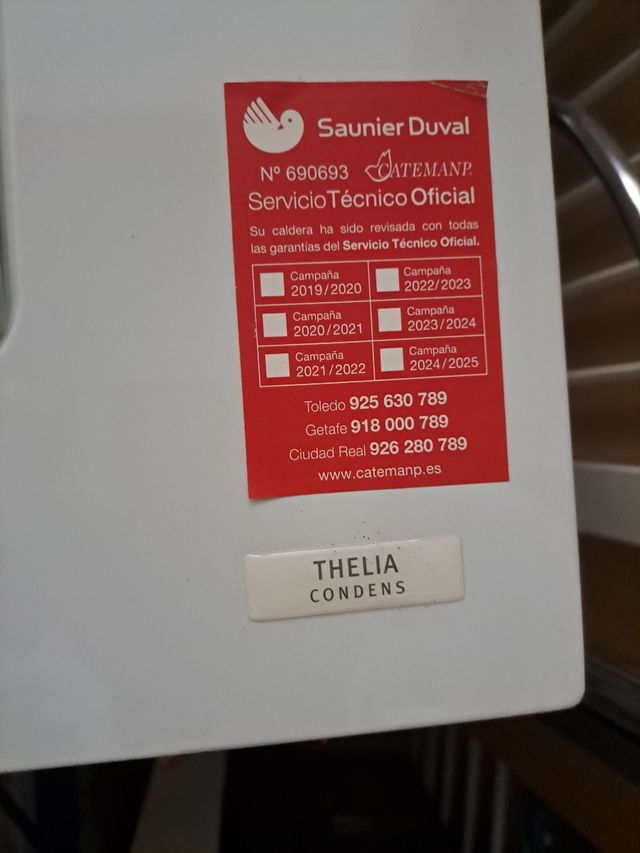 Saunier Duval
Nº 690693 CATEMANP
Servicio Técnico Oficial
Su caldera ha sido revisada con todas
las garantías del Servicio Técnico Oficial.
Campaña
2019/2020
Campaña
2022/2023
Campaña
2020/2021
Campaña
2023/2024
Campaña
2021/2022
Campaña
2024/2025
Toledo 925 630 789
Getafe 918 000 789
Ciudad Real 926 280 789
www.catemanp.es
THELIA
CONDENS